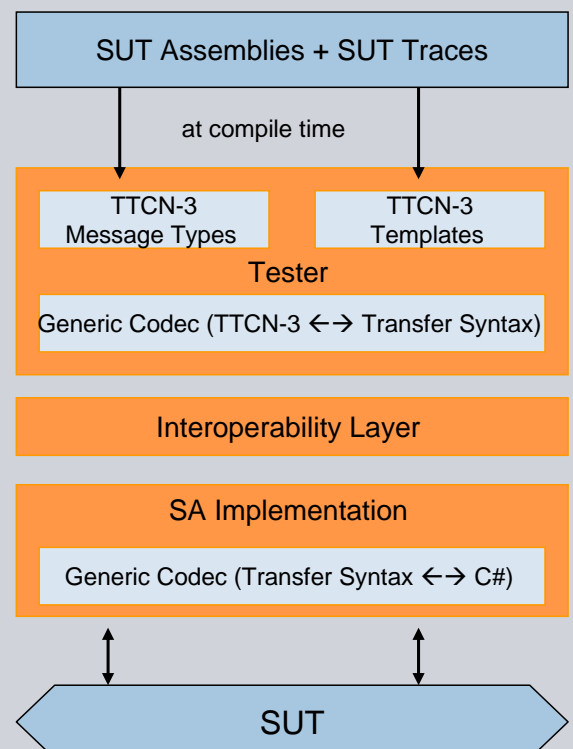 SUT Assemblies + SUT Traces
at compile time
TTCN-3
Message Types
TTCN-3
Templates
Tester
Generic Codec (TTCN-3 ←→ Transfer Syntax)
Interoperability Layer
SA Implementation
Generic Codec (Transfer Syntax ←→ C#)
SUT